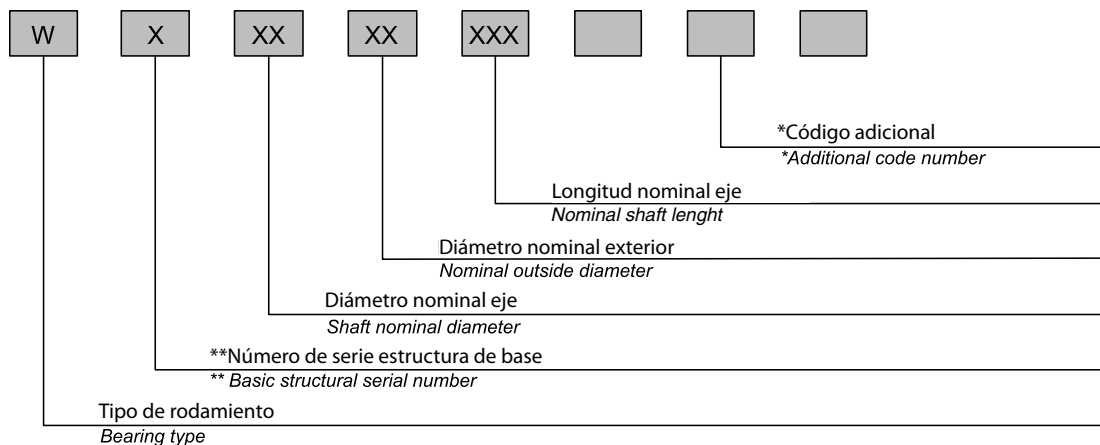 W X XX XX XXX
*Código adicional
*Additional code number
Longitud nominal eje
Nominal shaft lenght
Diámetro nominal exterior
Nominal outside diameter
Diámetro nominal eje
Shaft nominal diameter
**Número de serie estructura de base
** Basic structural serial number
Tipo de rodamiento
Bearing type